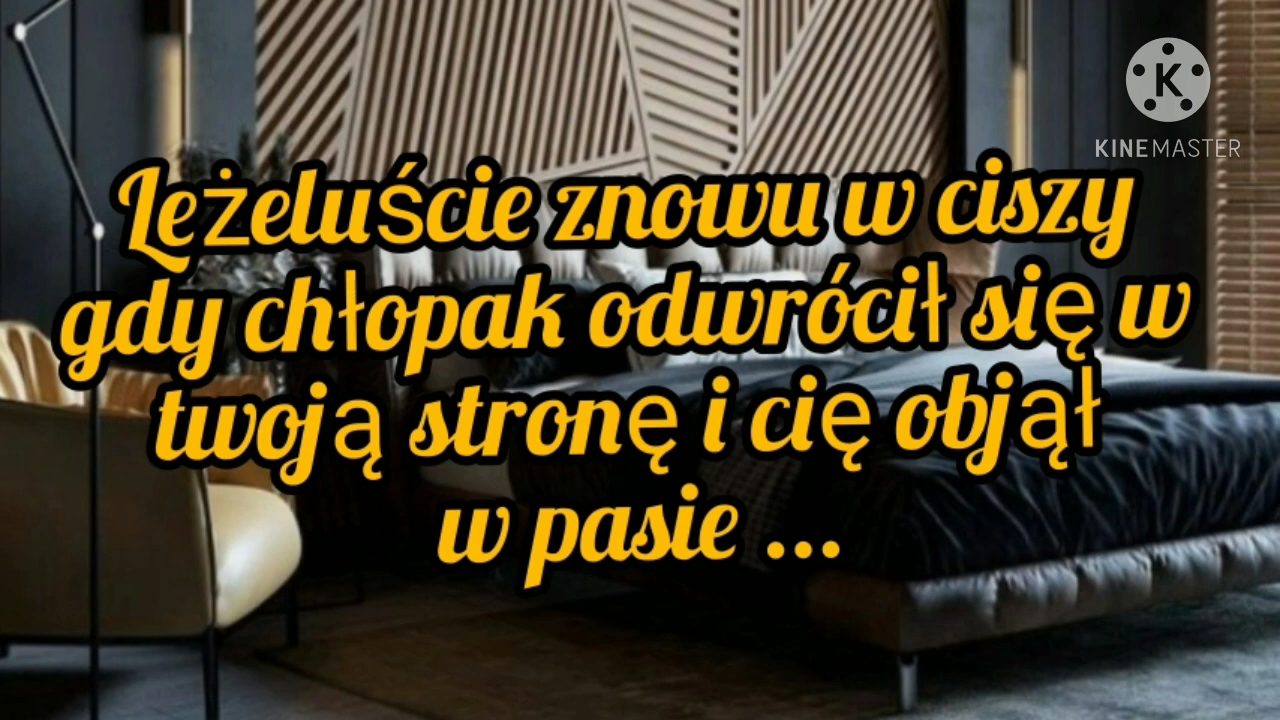 KINEMASTER
Leżeluście znowu w ciszy
gdy chłopak odwrócił się w
twoją stronę i cię objął
w pasie ...